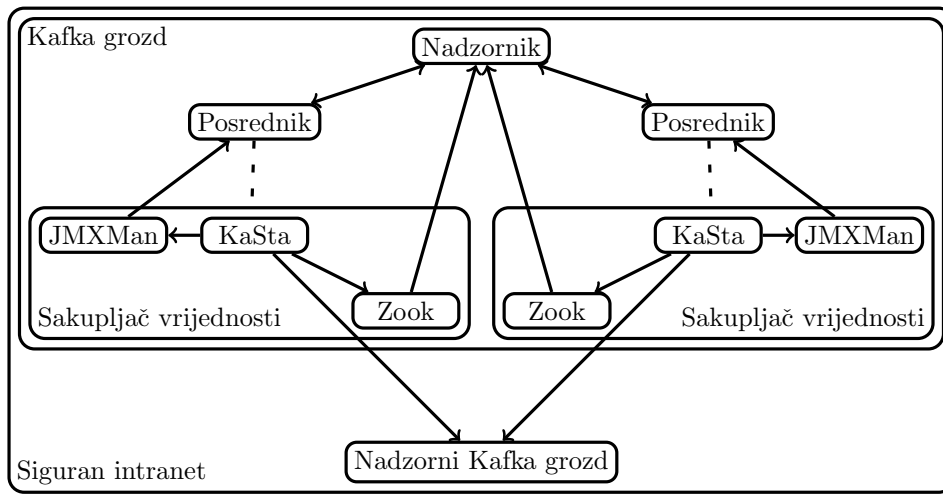 Kafka grozd
Nadzornik
Posrednik
Posrednik
JMXMan
KaSta
KaSta
JMXMan
Zook
Zook
Sakupljač vrijednosti
Sakupljač vrijednosti
Nadzorni Kafka grozd
Siguran intranet